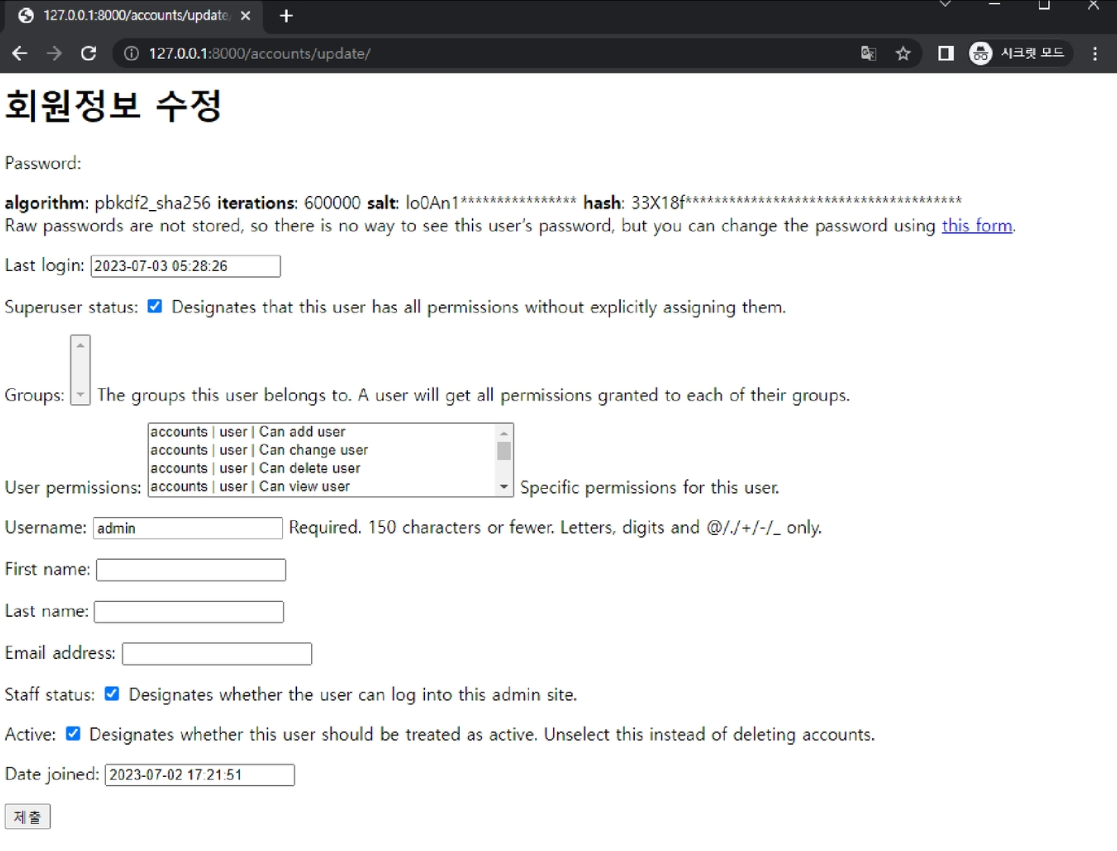 127.0.0.1:8000/accounts/update
127.0.0.1:8000/accounts/update/
시크릿 모드
회원정보 수정
Password:
algorithm: pbkdf2_sha256 iterations: 600000 salt: lo0An1**************** hash: 33X18f**************************************
Raw passwords are not stored, so there is no way to see this user's password, but you can change the password using this form.
Last login: 2023-07-03 05:28:26
Superuser status: Designates that this user has all permissions without explicitly assigning them.
Groups: The groups this user belongs to. A user will get all permissions granted to each of their groups.
accounts | user | Can add user
accounts | user | Can change user
accounts | user | Can delete user
accounts | user | Can view user
User permissions: Specific permissions for this user.
Username: admin Required. 150 characters or fewer. Letters, digits and @/./+/-/_ only.
First name:
Last name:
Email address:
Staff status: Designates whether the user can log into this admin site.
Active: Designates whether this user should be treated as active. Unselect this instead of deleting accounts.
Date joined: 2023-07-02 17:21:51
제출